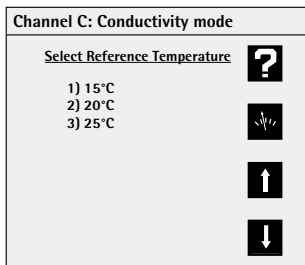 Channel C: Conductivity mode
Select Reference Temperature
?
1) 15°C
2) 20°C
3) 25°C